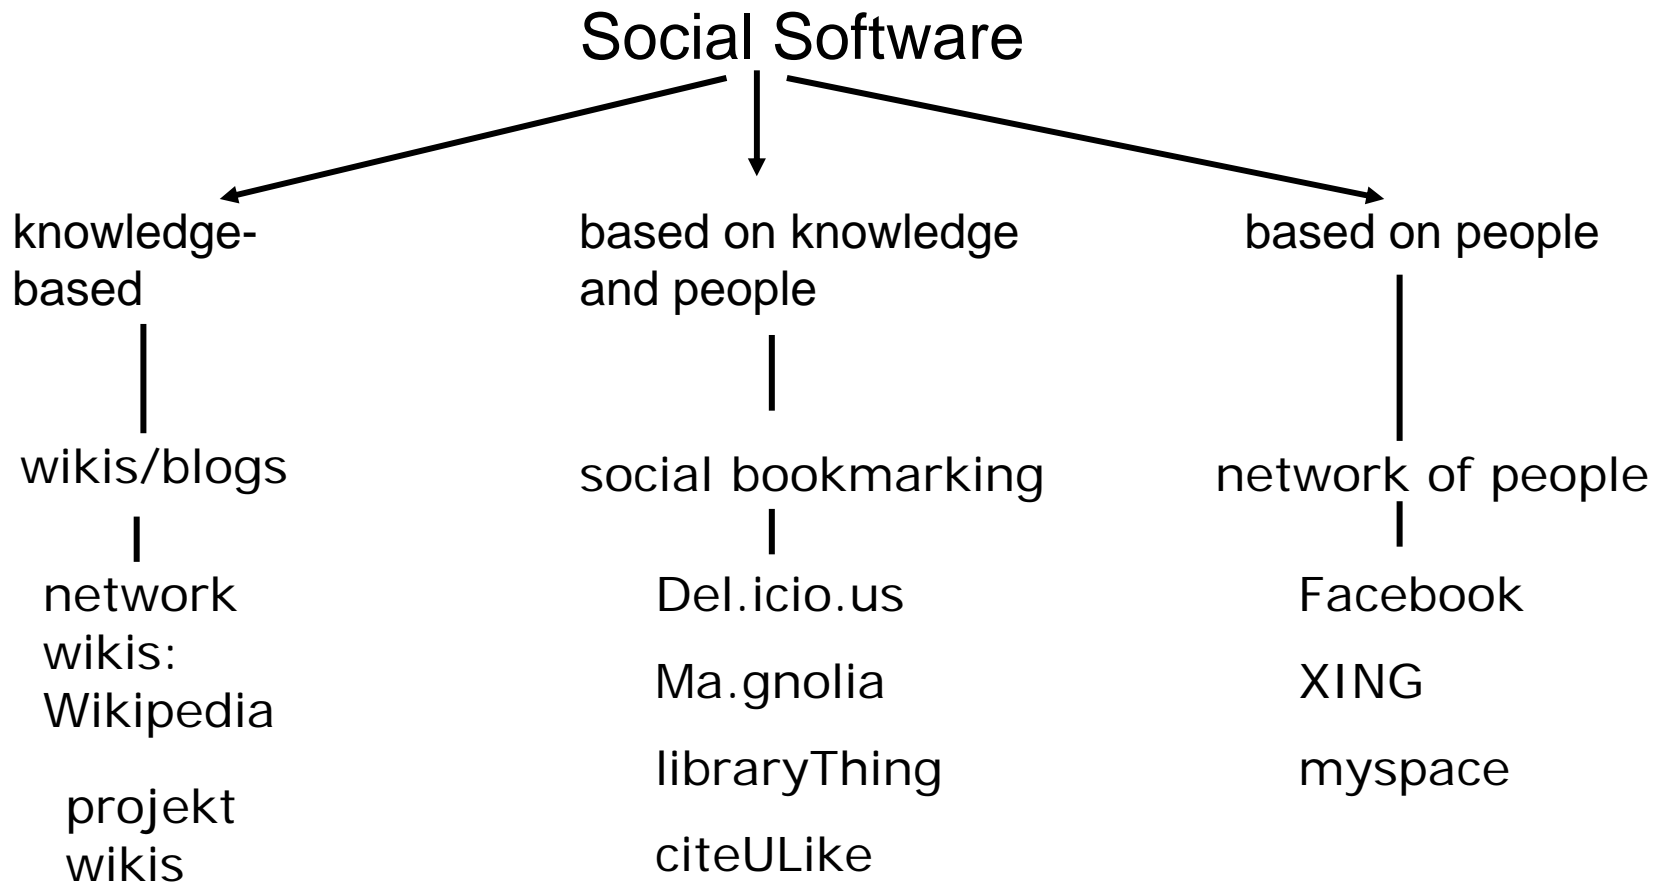 Social Software
knowledge-
based
wikis/blogs
network
wikis:
Wikipedia
projekt
wikis
based on knowledge
and people
social bookmarking
Del.icio.us
Ma.gnolia
libraryThing
citeULike
based on people
network of people
Facebook
XING
myspace